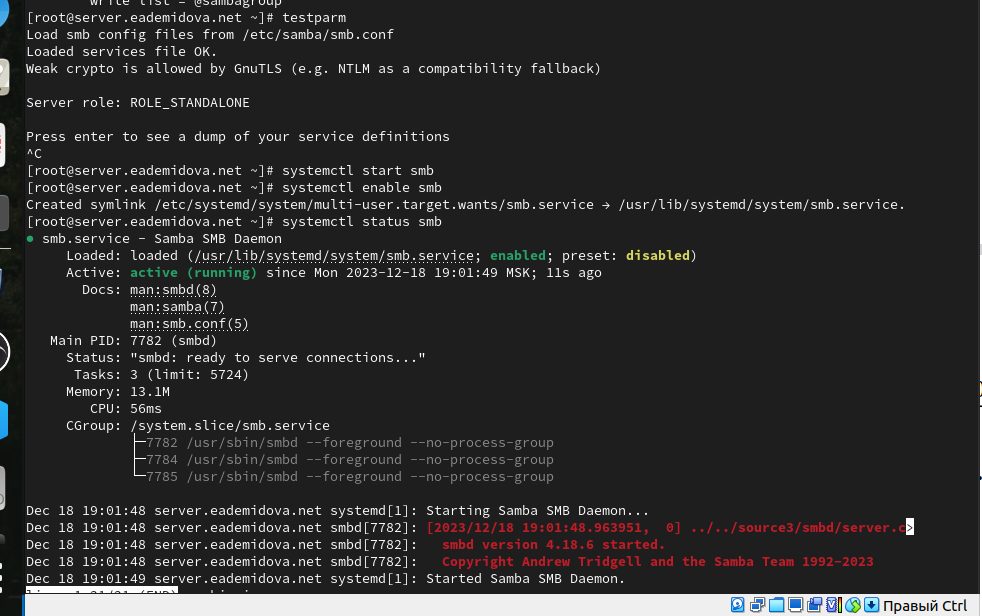 write list = @sambagroup
[root@server.eademidova.net ~]# testparm
Load smb config files from /etc/samba/smb.conf
Loaded services file OK.
Weak crypto is allowed by GnuTLS (e.g. NTLM as a compatibility fallback)
Server role: ROLE_STANDALONE
Press enter to see a dump of your service definitions
^C
[root@server.eademidova.net ~]# systemctl start smb
[root@server.eademidova.net ~]# systemctl enable smb
Created symlink /etc/systemd/system/multi-user.target.wants/smb.service → /usr/lib/systemd/system/smb.service.
[root@server.eademidova.net ~]# systemctl status smb
● smb.service - Samba SMB Daemon
Loaded: loaded (/usr/lib/systemd/system/smb.service; enabled; preset: disabled)
Active: active (running) since Mon 2023-12-18 19:01:49 MSK; 11s ago
Docs: man:smbd(8)
man:samba(7)
man:smb.conf(5)
Main PID: 7782 (smbd)
Status: "smbd: ready to serve connections..."
Tasks: 3 (limit: 5724)
Memory: 13.1M
CPU: 56ms
CGroup: /system.slice/smb.service
├─7782 /usr/sbin/smbd --foreground --no-process-group
├─7784 /usr/sbin/smbd --foreground --no-process-group
└─7785 /usr/sbin/smbd --foreground --no-process-group
Dec 18 19:01:48 server.eademidova.net systemd[1]: Starting Samba SMB Daemon...
Dec 18 19:01:48 server.eademidova.net smbd[7782]: [2023/12/18 19:01:48.963951,  0] ../../source3/smbd/server.c>
Dec 18 19:01:48 server.eademidova.net smbd[7782]:   smbd version 4.18.6 started.
Dec 18 19:01:48 server.eademidova.net smbd[7782]:   Copyright Andrew Tridgell and the Samba Team 1992-2023
Dec 18 19:01:49 server.eademidova.net systemd[1]: Started Samba SMB Daemon.
Правый Ctrl